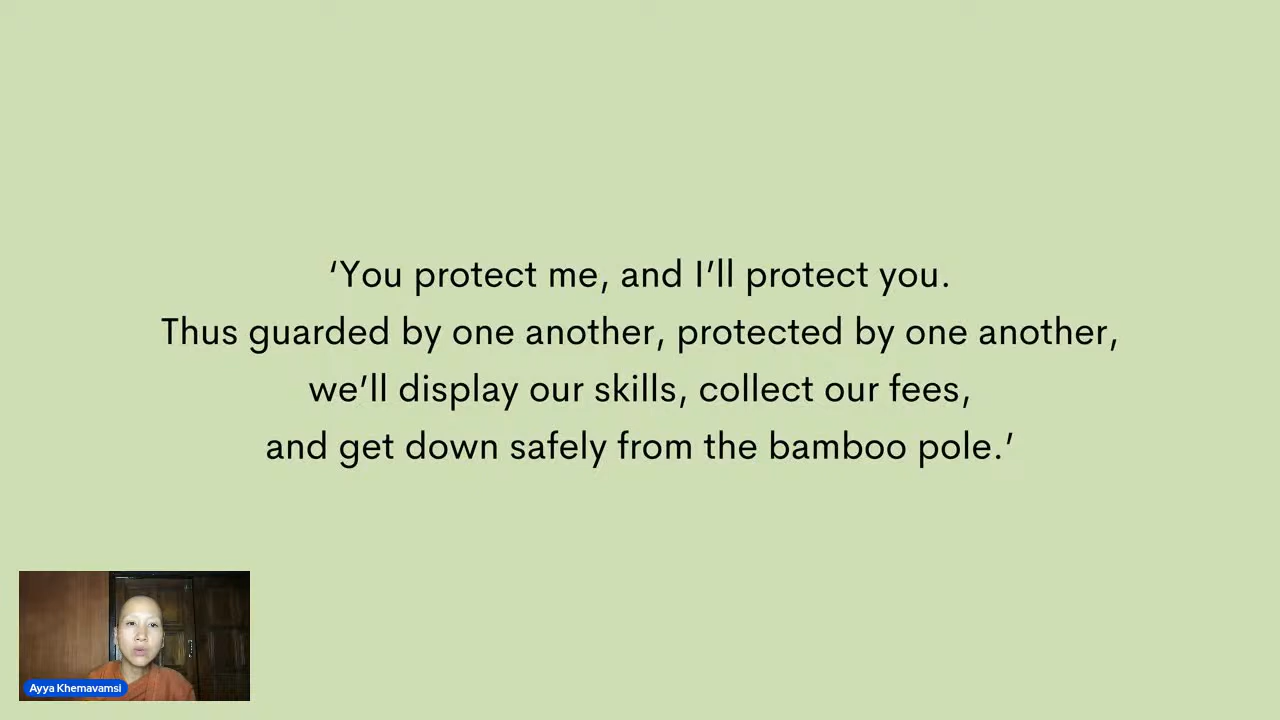 ‘You protect me, and I’ll protect you.
Thus guarded by one another, protected by one another,
we’ll display our skills, collect our fees,
and get down safely from the bamboo pole.’
Ayya Khemavamsi